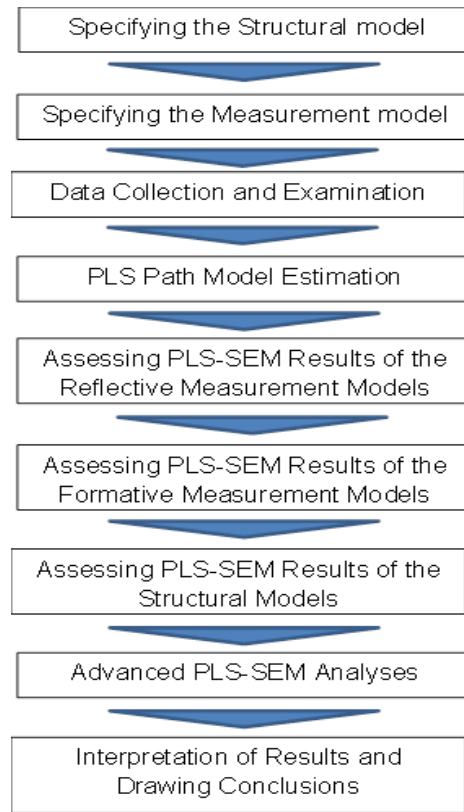 Specifying the Structural model
Specifying the Measurement model
Data Collection and Examination
PLS Path Model Estimation
Assessing PLS-SEM Results of the
Reflective Measurement Models
Assessing PLS-SEM Results of the
Formative Measurement Models
Assessing PLS-SEM Results of the
Structural Models
Advanced PLS-SEM Analyses
Interpretation of Results and
Drawing Conclusions